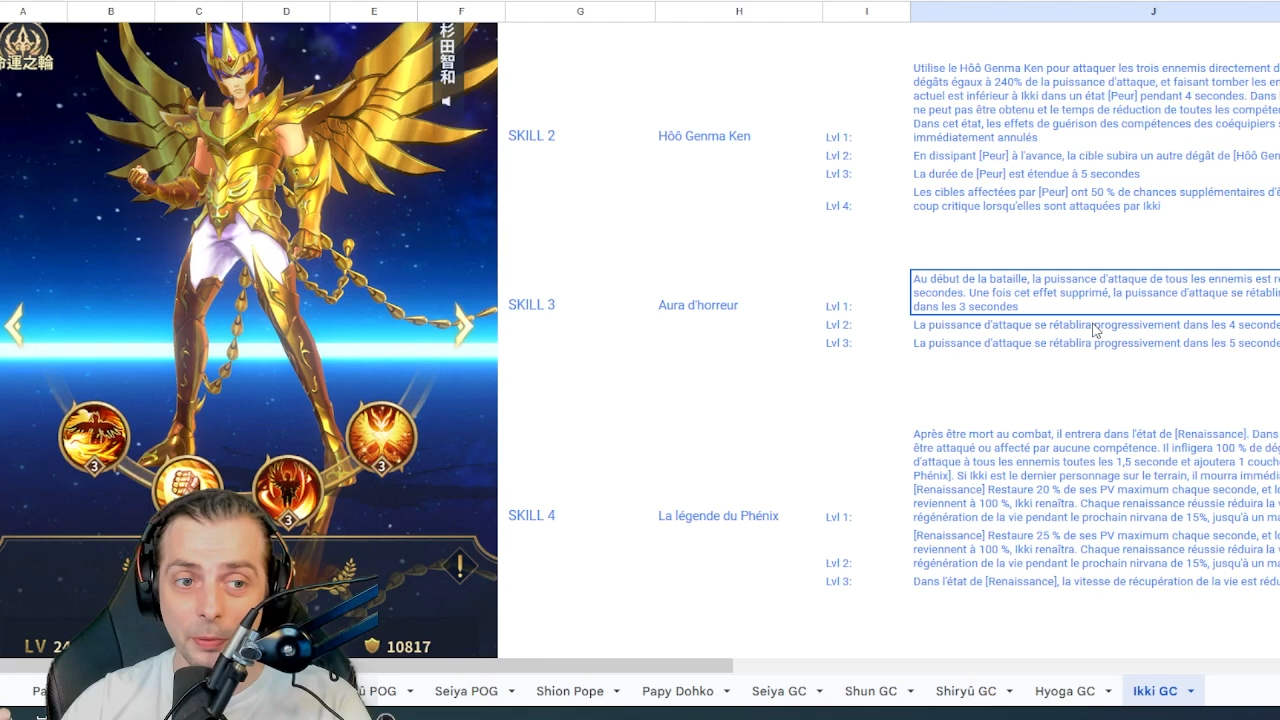 A B C D E F G H I J
命運之輪
杉田智和
Utilise le Hôô Genma Ken pour attaquer les trois ennemis directement d
dégâts égaux à 240% de la puissance d'attaque, et faisant tomber les en
actuel est inférieur à Ikki dans un état [Peur] pendant 4 secondes. Dans
ne peut pas être obtenu et le temps de réduction de toutes les compéte
Dans cet état, les effets de guérison des compétences des coéquipiers
SKILL 2 Hôô Genma Ken Lvl 1: immédiatement annulés
Lvl 2: En dissipant [Peur] à l'avance, la cible subira un autre dégât de [Hôô Gen
Lvl 3: La durée de [Peur] est étendue à 5 secondes
Les cibles affectées par [Peur] ont 50 % de chances supplémentaires d'ê
Lvl 4: coup critique lorsqu'elles sont attaquées par Ikki
Au début de la bataille, la puissance d'attaque de tous les ennemis est r
secondes. Une fois cet effet supprimé, la puissance d'attaque se rétabli
SKILL 3 Aura d'horreur Lvl 1: dans les 3 secondes
Lvl 2: La puissance d'attaque se rétablira progressivement dans les 4 seconde
Lvl 3: La puissance d'attaque se rétablira progressivement dans les 5 seconde
Après être mort au combat, il entrera dans l'état de [Renaissance]. Dans
être attaqué ou affecté par aucune compétence. Il infligera 100 % de dég
d'attaque à tous les ennemis toutes les 1,5 seconde et ajoutera 1 couch
Phénix]. Si Ikki est le dernier personnage sur le terrain, il mourra immédi
[Renaissance] Restaure 20 % de ses PV maximum chaque seconde, et lo
reviennent à 100 %, Ikki renaîtra. Chaque renaissance réussie réduira la v
SKILL 4 La légende du Phénix Lvl 1: régénération de la vie pendant le prochain nirvana de 15%, jusqu'à un ma
[Renaissance] Restaure 25 % de ses PV maximum chaque seconde, et lo
reviennent à 100 %, Ikki renaîtra. Chaque renaissance réussie réduira la v
Lvl 2: régénération de la vie pendant le prochain nirvana de 15%, jusqu'à un ma
Lvl 3: Dans l'état de [Renaissance], la vitesse de récupération de la vie est rédu
3 3 3
LV 24 10817
Pa û POG Seiya POG Shion Pope Papy Dohko Seiya GC Shun GC Shiryû GC Hyoga GC Ikki GC